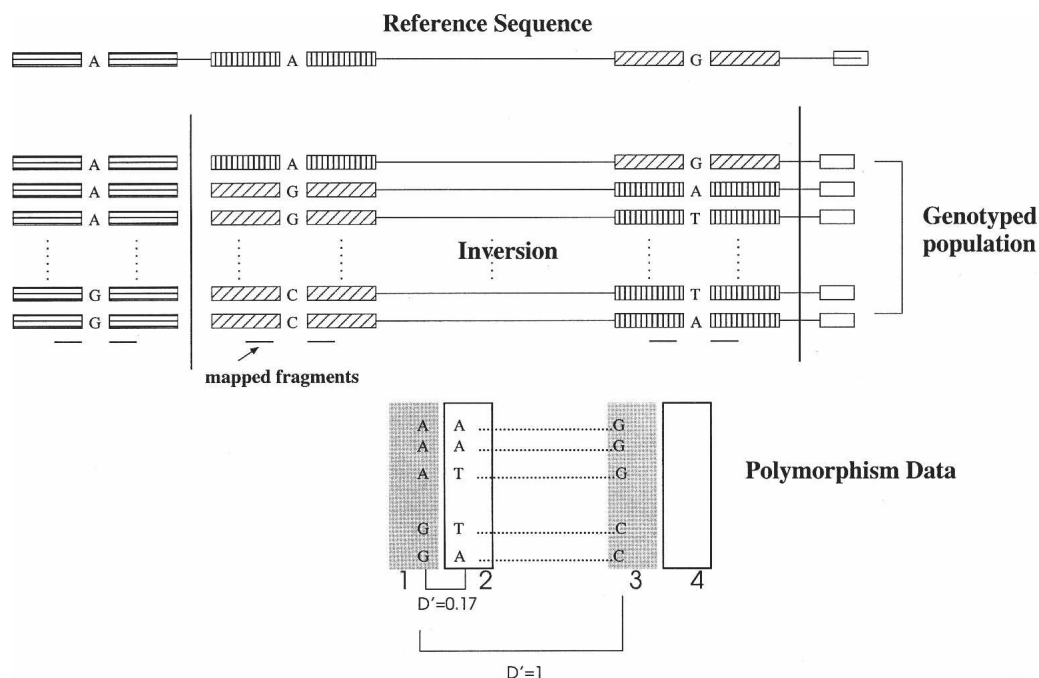 Reference Sequence
A A G
A A G
A G A
A G T
Genotyped
population
Inversion
G C T
G C A
mapped fragments
A A G
A A G
A T G
Polymorphism Data
G T C
G A C
1 2 3 4
D'=0.17
D'=1